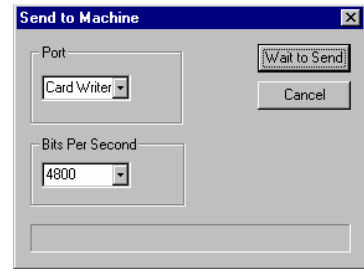 Send to Machine
Port
Card Writer
Wait to Send
Cancel
Bits Per Second
4800